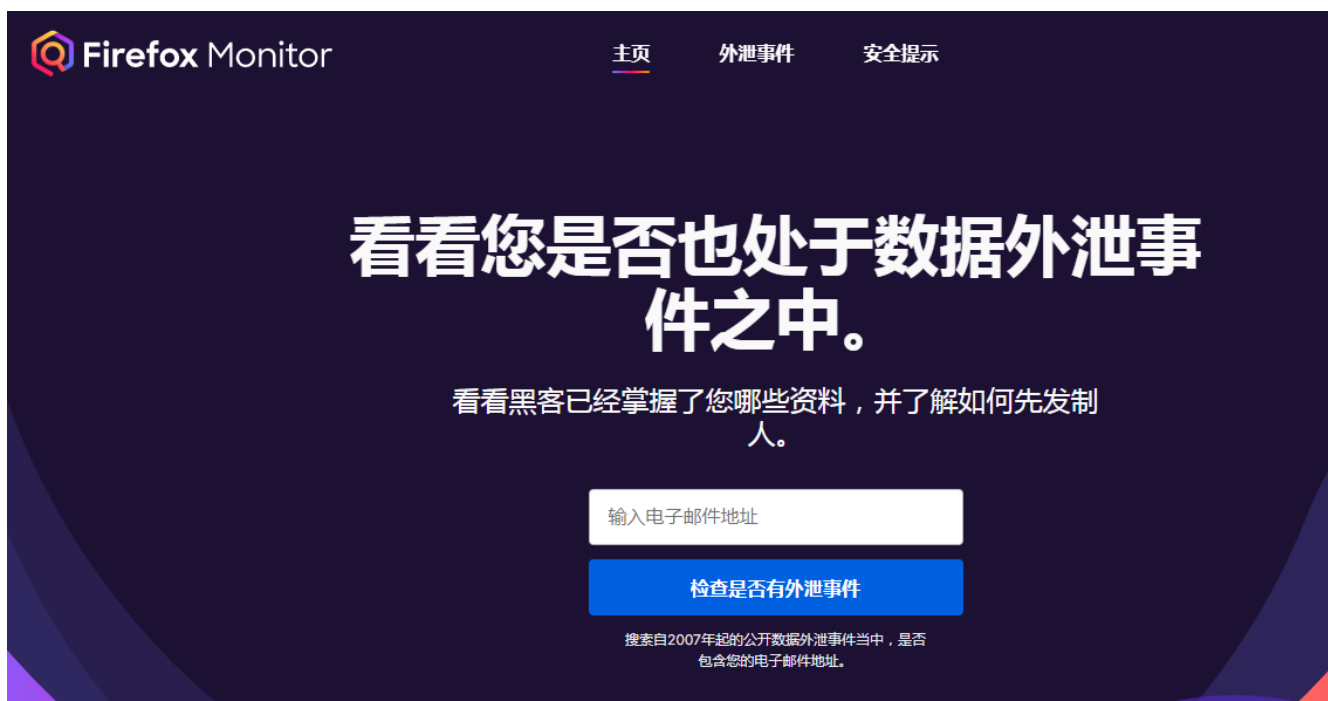 Firefox Monitor
主页 外泄事件 安全提示
看看您是否也处于数据外泄事
件之中。
看看黑客已经掌握了您哪些资料，并了解如何先发制
人。
输入电子邮件地址
检查是否有外泄事件
搜索自2007年起的公开数据外泄事件当中，是否
包含您的电子邮件地址。